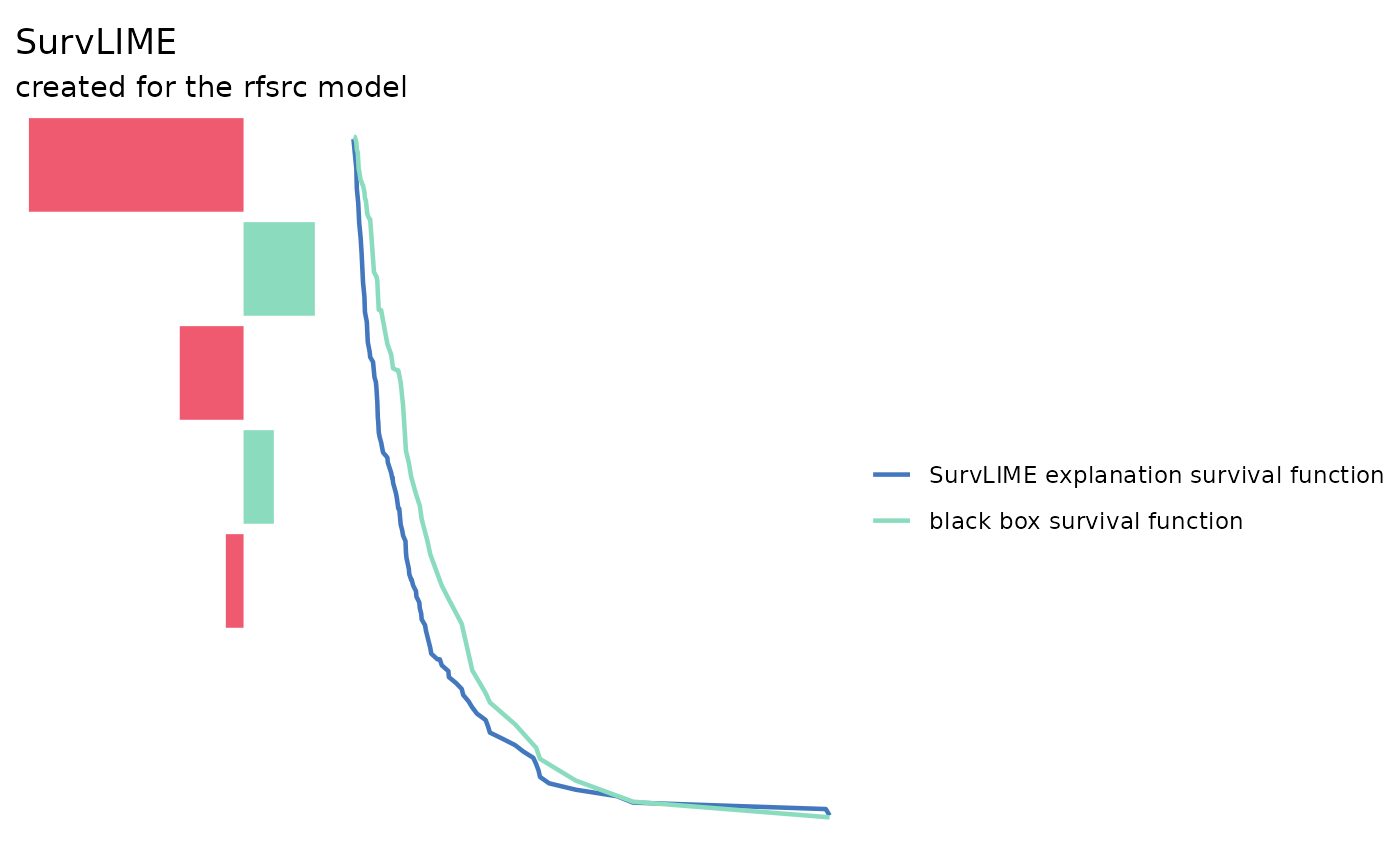 SurvLIME
created for the rfsrc model
SurvLIME explanation survival function
black box survival function